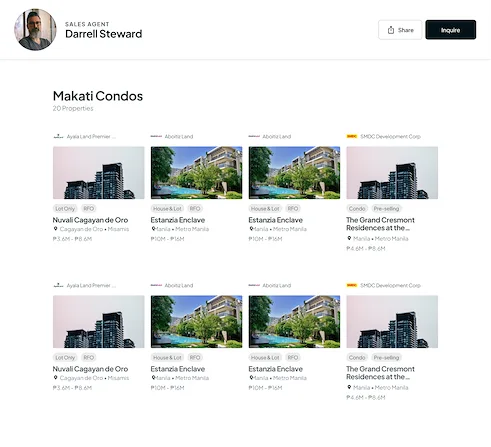 SALES AGENT
Darrell Steward
Share
Inquire
Makati Condos
20 Properties
Ayala Land Premier ...
Aboitiz Land
Aboitiz Land
SMDC Development Corp
Lot Only RFO
House & Lot RFO
House & Lot RFO
Condo Pre-selling
Nuvali Cagayan de Oro
Estanzia Enclave
Estanzia Enclave
The Grand Cresmont
Residences at the...
Cagayan de Oro • Misamis
Manila • Metro Manila
Manila • Metro Manila
Manila • Metro Manila
₱3.6M - ₱8.6M
₱10M - ₱16M
₱10M - ₱16M
₱4.6M - ₱8.6M
Ayala Land Premier ...
Aboitiz Land
Aboitiz Land
SMDC Development Corp
Lot Only RFO
House & Lot RFO
House & Lot RFO
Condo Pre-selling
Nuvali Cagayan de Oro
Estanzia Enclave
Estanzia Enclave
The Grand Cresmont
Residences at the...
Cagayan de Oro • Misamis
Manila • Metro Manila
Manila • Metro Manila
Manila • Metro Manila
₱3.6M - ₱8.6M
₱10M - ₱16M
₱10M - ₱16M
₱4.6M - ₱8.6M